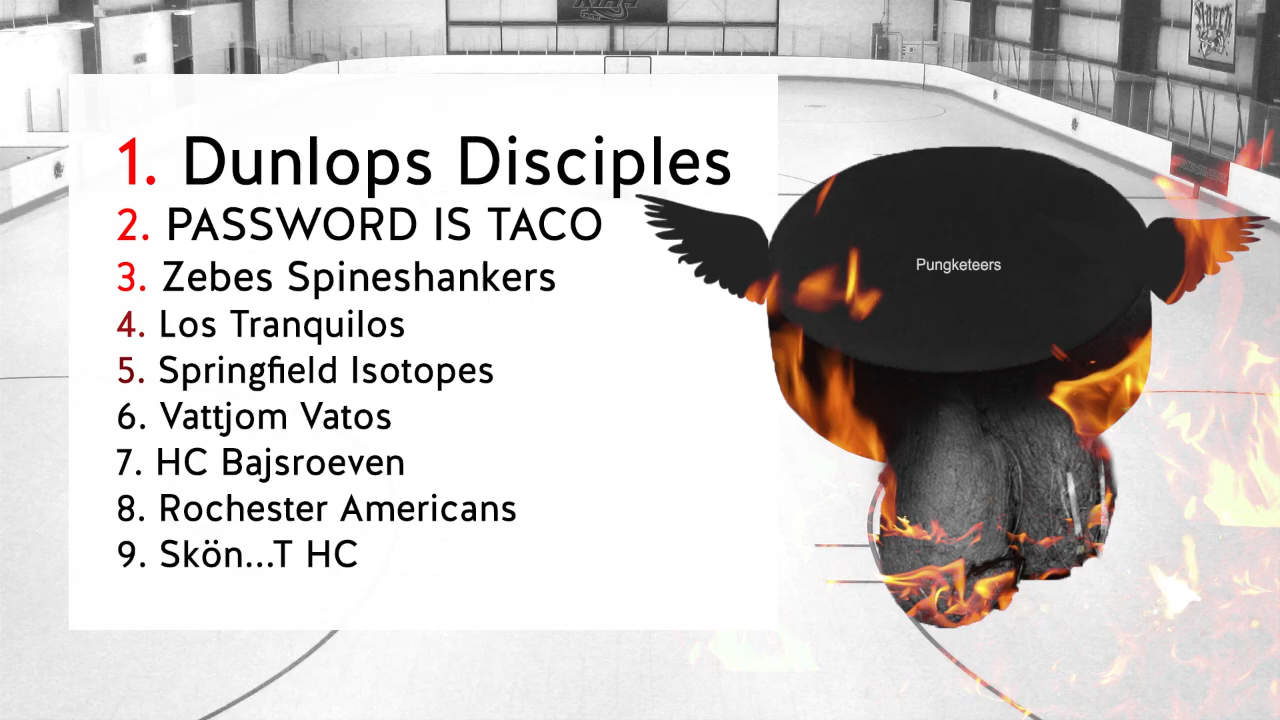 1. Dunlops Disciples
2. PASSWORD IS TACO
3. Zebes Spineshankers
4. Los Tranquilos
5. Springfield Isotopes
6. Vattjom Vatos
7. HC Bajsroeven
8. Rochester Americans
9. Skön...T HC
Pungketeers